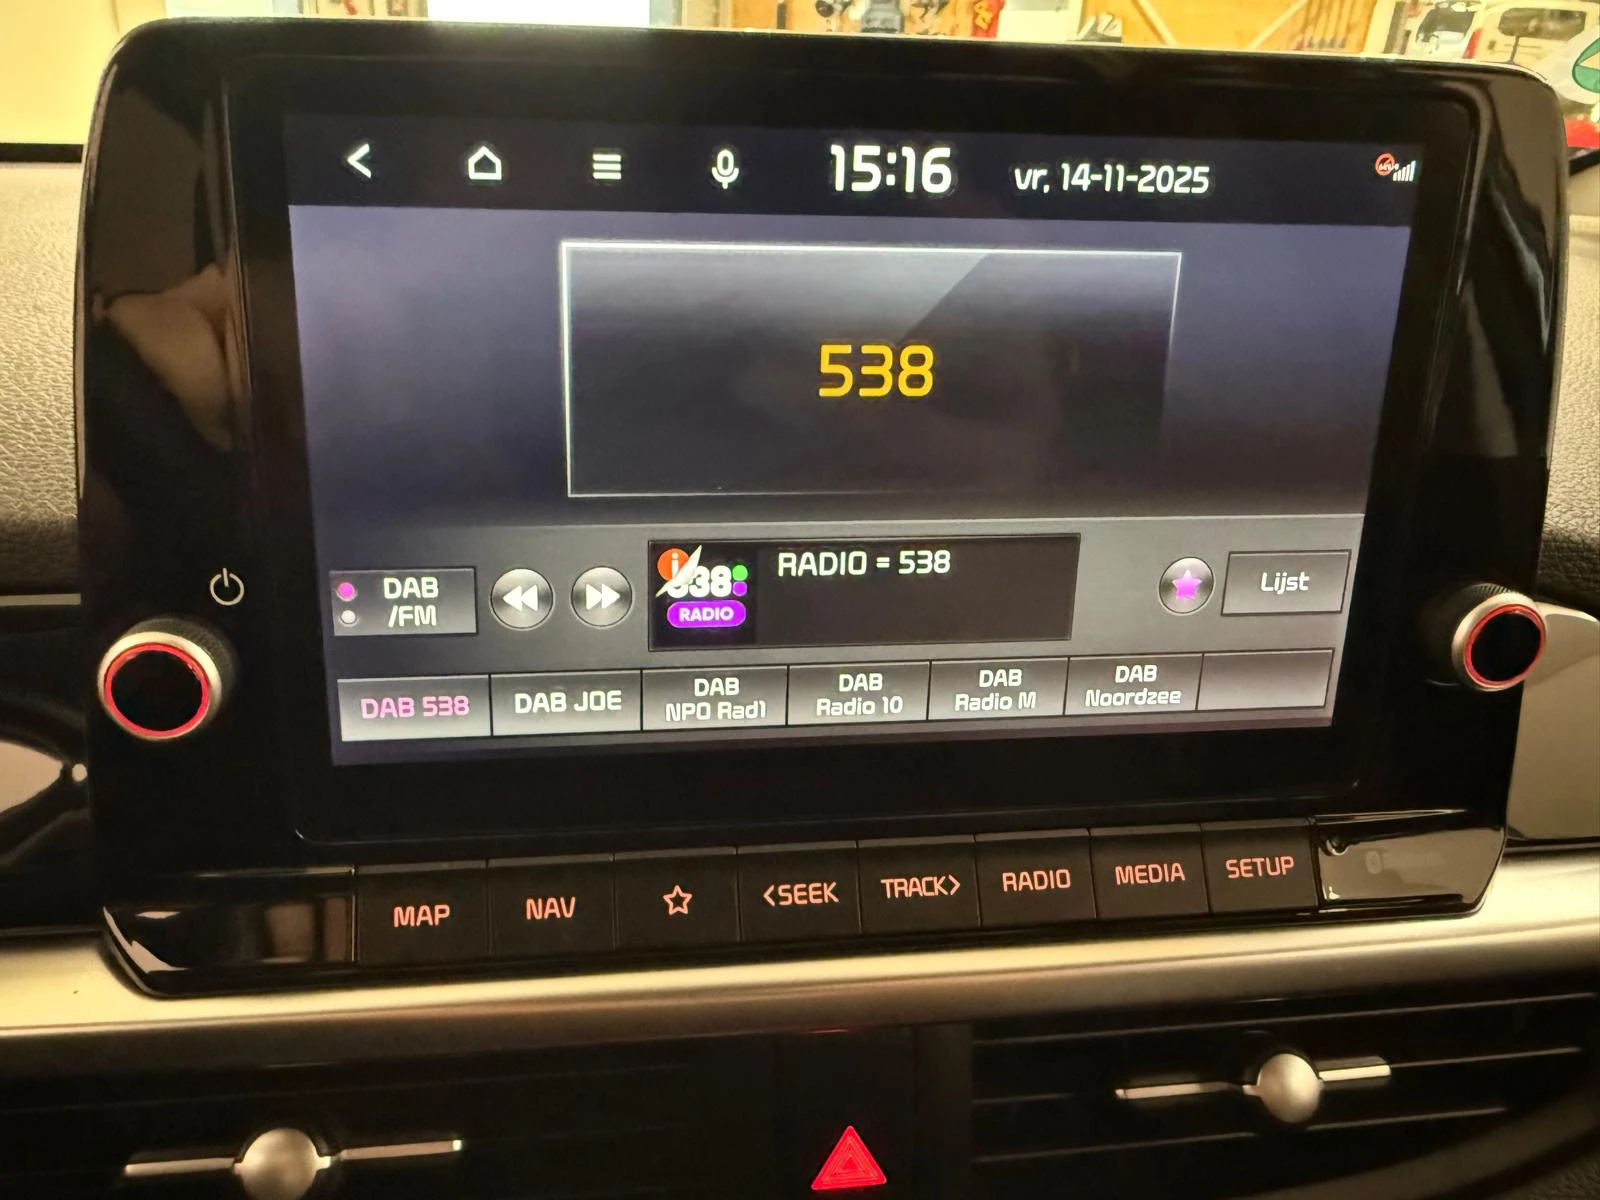 15:16
vr, 14-11-2025
538
DAB
/FM
i
538
RADIO
RADIO = 538
Lijst
DAB 538
DAB JOE
DAB
NPO Rad1
DAB
Radio 10
DAB
Radio M
DAB
Noordzee
MAP
NAV
<SEEK
TRACK>
RADIO
MEDIA
SETUP